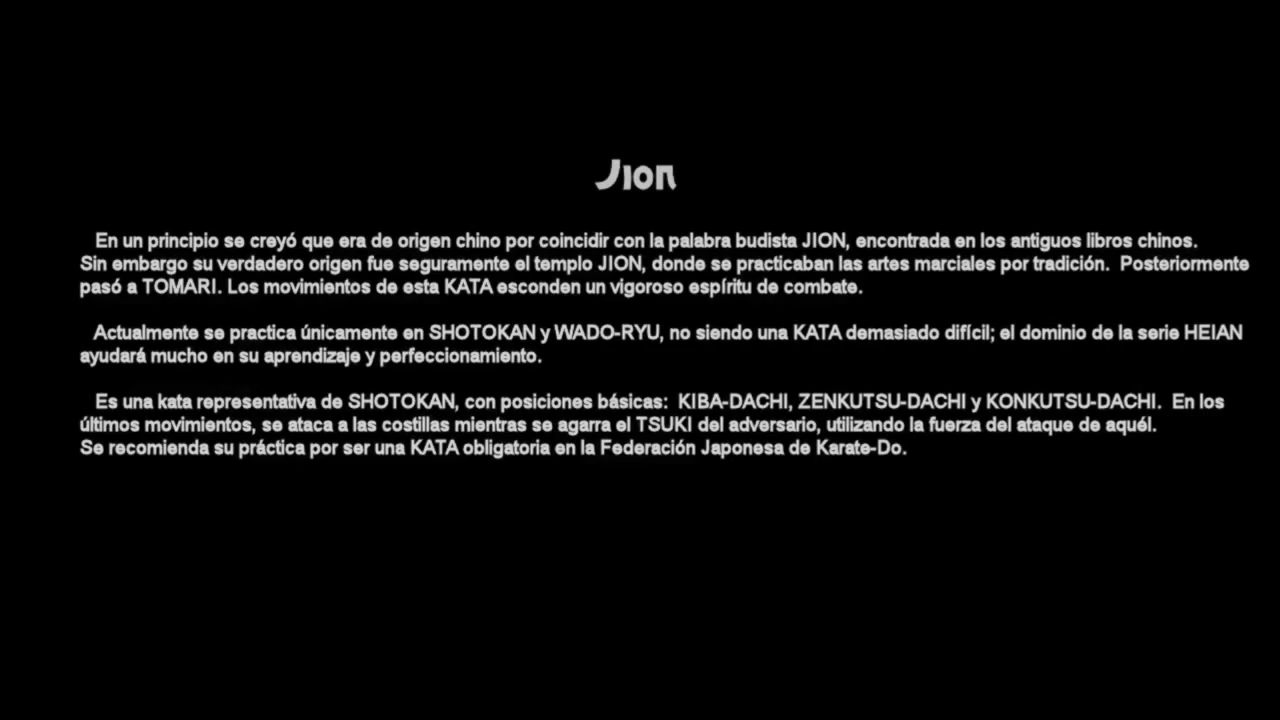 Jion
En un principio se creyó que era de origen chino por coincidir con la palabra budista JION, encontrada en los antiguos libros chinos.
Sin embargo su verdadero origen fue seguramente el templo JION, donde se practicaban las artes marciales por tradición. Posteriormente
pasó a TOMARI. Los movimientos de esta KATA esconden un vigoroso espíritu de combate.
Actualmente se practica únicamente en SHOTOKAN y WADO-RYU, no siendo una KATA demasiado difícil; el dominio de la serie HEIAN
ayudará mucho en su aprendizaje y perfeccionamiento.
Es una kata representativa de SHOTOKAN, con posiciones básicas: KIBA-DACHI, ZENKUTSU-DACHI y KONKUTSU-DACHI. En los
últimos movimientos, se ataca a las costillas mientras se agarra el TSUKI del adversario, utilizando la fuerza del ataque de aquél.
Se recomienda su práctica por ser una KATA obligatoria en la Federación Japonesa de Karate-Do.